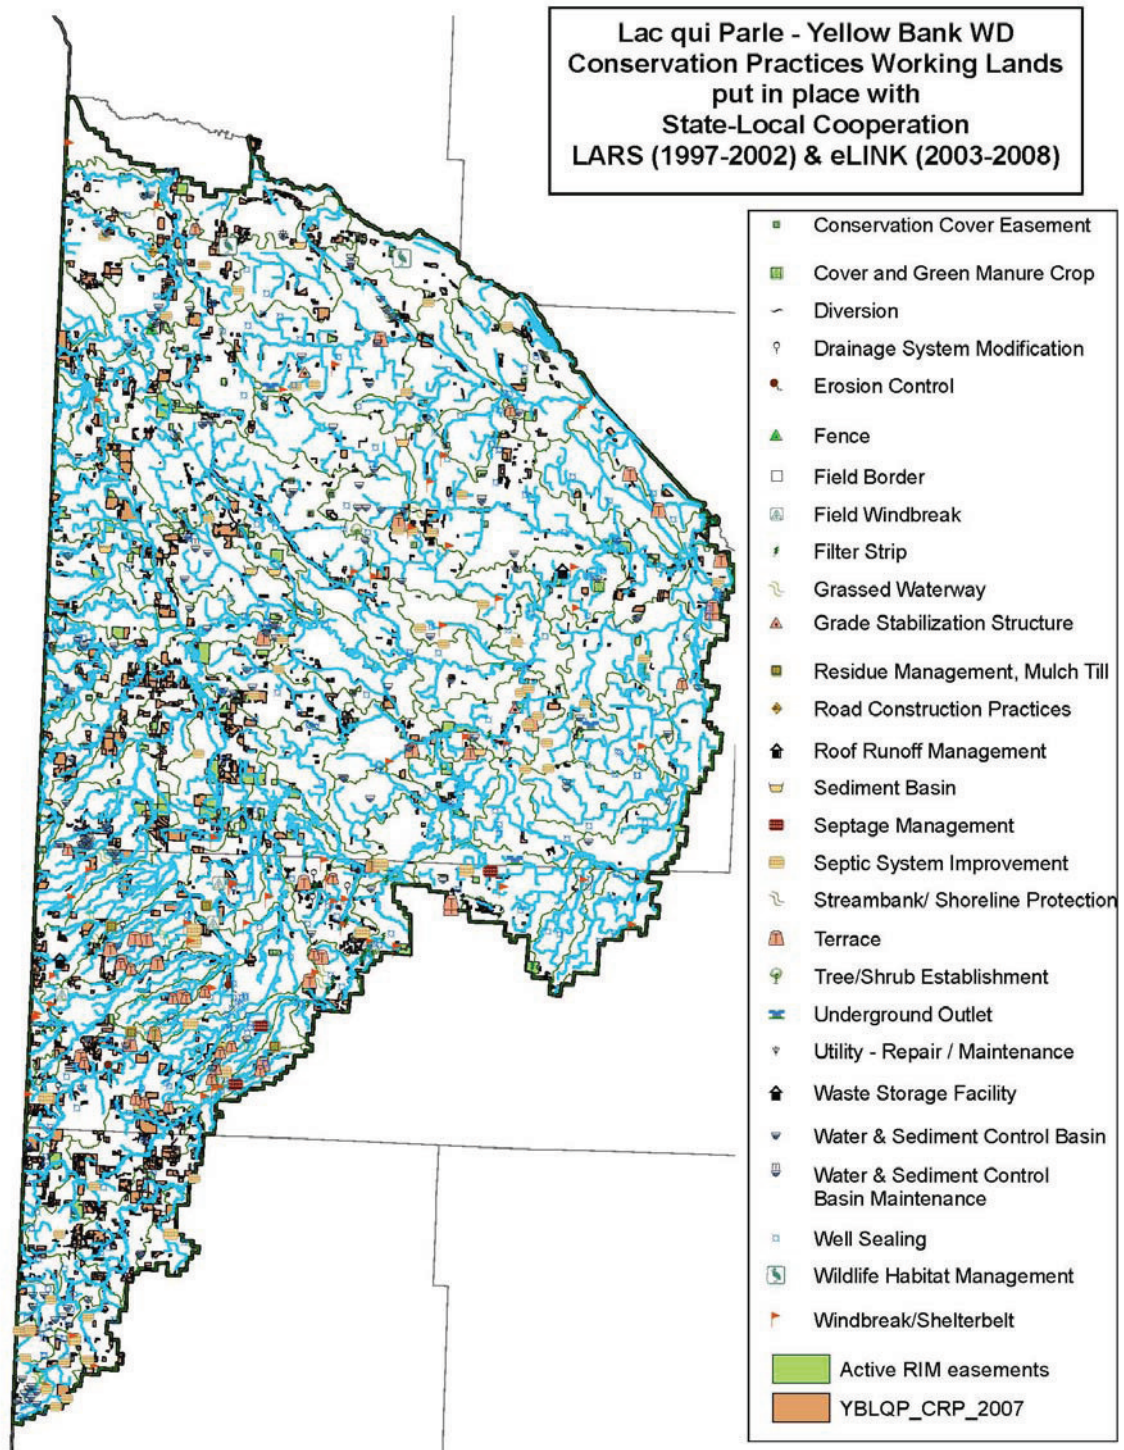 Lac qui Parle - Yellow Bank WD
Conservation Practices Working Lands
put in place with
State-Local Cooperation
LARS (1997-2002) & eLINK (2003-2008)
Conservation Cover Easement
Cover and Green Manure Crop
Diversion
Drainage System Modification
Erosion Control
Fence
Field Border
Field Windbreak
Filter Strip
Grassed Waterway
Grade Stabilization Structure
Residue Management, Mulch Till
Road Construction Practices
Roof Runoff Management
Sediment Basin
Septage Management
Septic System Improvement
Streambank/ Shoreline Protection
Terrace
Tree/Shrub Establishment
Underground Outlet
Utility - Repair / Maintenance
Waste Storage Facility
Water & Sediment Control Basin
Water & Sediment Control
Basin Maintenance
Well Sealing
Wildlife Habitat Management
Windbreak/Shelterbelt
Active RIM easements
YBLQP_CRP_2007